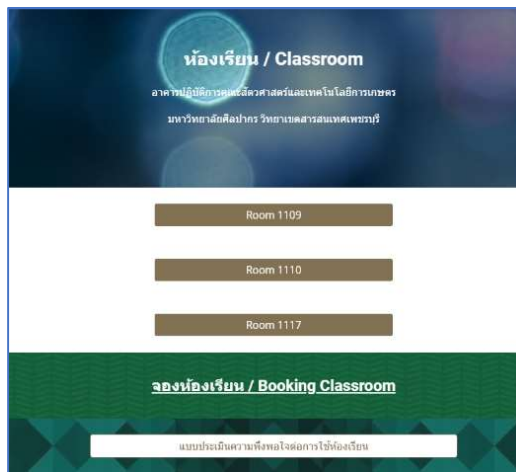 ห้องเรียน / Classroom
อาคารปฏิบัติการคณะสัตวศาสตร์และเทคโนโลยีการเกษตร
มหาวิทยาลัยศิลปากร วิทยาเขตสารสนเทศเพชรบุรี
Room 1109
Room 1110
Room 1117
จองห้องเรียน / Booking Classroom
แบบประเมินความพึงพอใจต่อการใช้ห้องเรียน